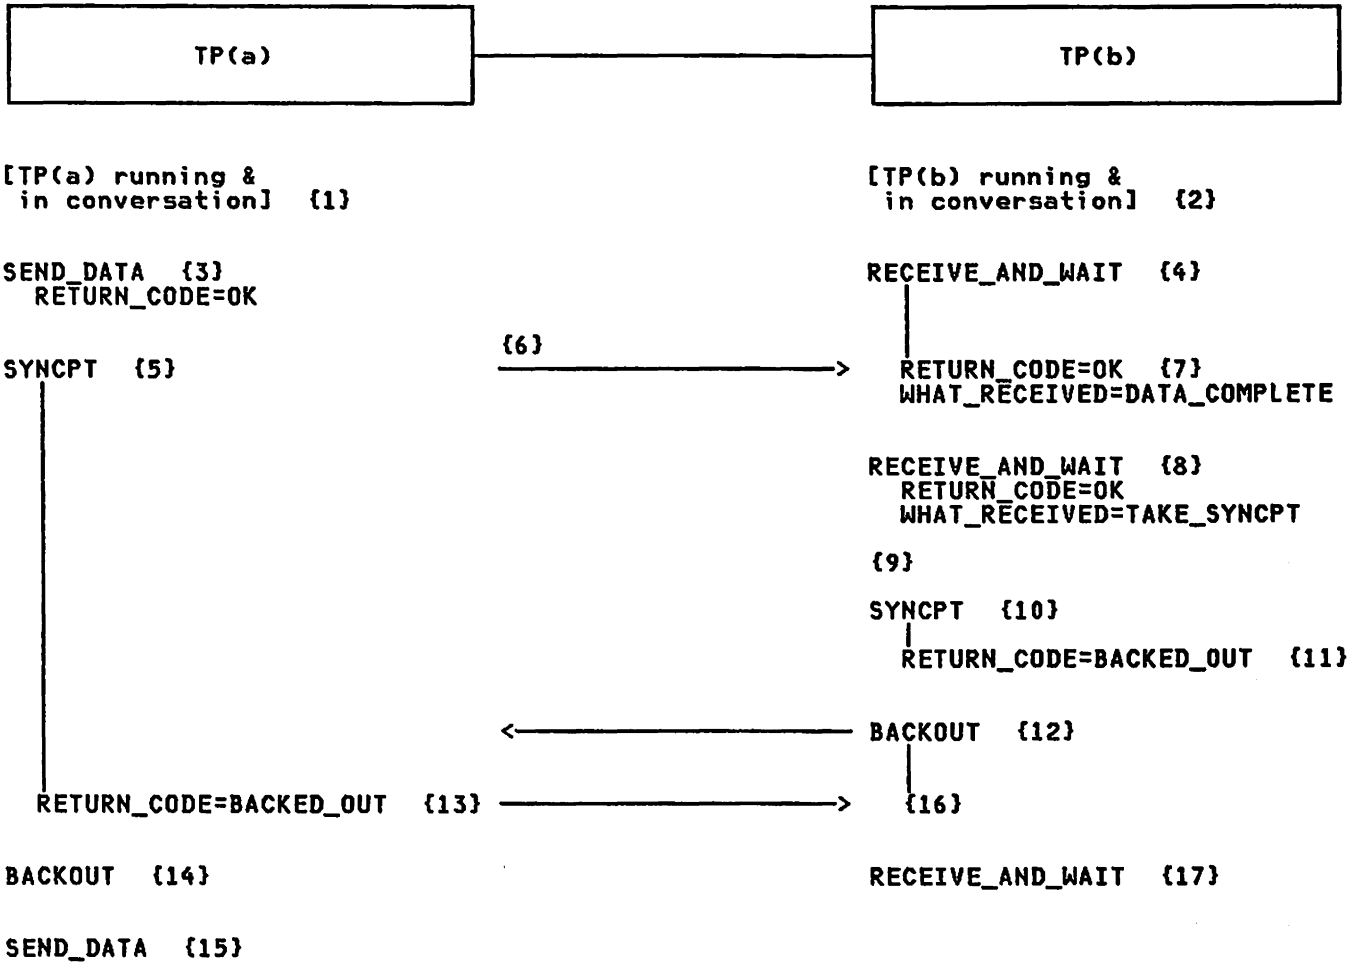 TP(a)
TP(b)
[TP(a) running &
in conversation] {1}
[TP(b) running &
in conversation] {2}
SEND_DATA {3}
RETURN_CODE=OK
RECEIVE_AND_WAIT {4}
SYNCPT {5}
{6}
RETURN_CODE=OK {7}
WHAT_RECEIVED=DATA_COMPLETE
RECEIVE_AND_WAIT {8}
RETURN_CODE=OK
WHAT_RECEIVED=TAKE_SYNCPT
{9}
SYNCPT {10}
RETURN_CODE=BACKED_OUT {11}
BACKOUT {12}
RETURN_CODE=BACKED_OUT {13}
{16}
BACKOUT {14}
RECEIVE_AND_WAIT {17}
SEND_DATA {15}